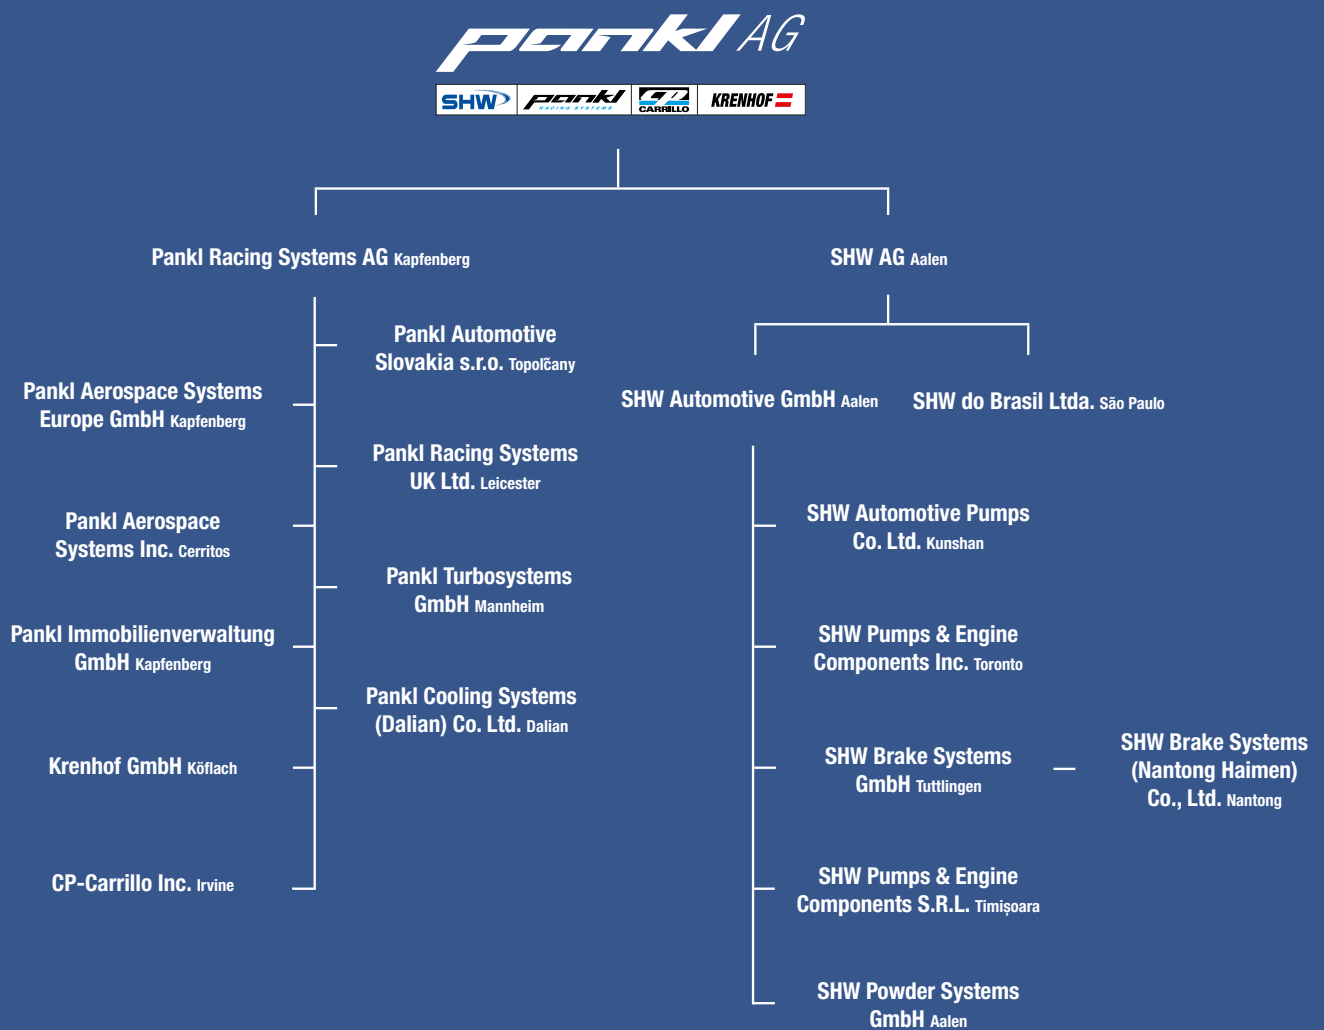 pankl AG
SHW
pankl
RACING SYSTEMS
CARRILLO
KRENHOF
Pankl Racing Systems AG Kapfenberg
Pankl Automotive
Slovakia s.r.o. Topolčany
Pankl Aerospace Systems
Europe GmbH Kapfenberg
Pankl Racing Systems
UK Ltd. Leicester
Pankl Aerospace
Systems Inc. Cerritos
Pankl Turbosystems
GmbH Mannheim
Pankl Immobilienverwaltung
GmbH Kapfenberg
Pankl Cooling Systems
(Dalian) Co. Ltd. Dalian
Krenhof GmbH Köflach
CP-Carrillo Inc. Irvine
SHW AG Aalen
SHW Automotive GmbH Aalen
SHW do Brasil Ltda. São Paulo
SHW Automotive Pumps
Co. Ltd. Kunshan
SHW Pumps & Engine
Components Inc. Toronto
SHW Brake Systems
GmbH Tuttlingen
SHW Brake Systems
(Nantong Haimen)
Co., Ltd. Nantong
SHW Pumps & Engine
Components S.R.L. Timișoara
SHW Powder Systems
GmbH Aalen